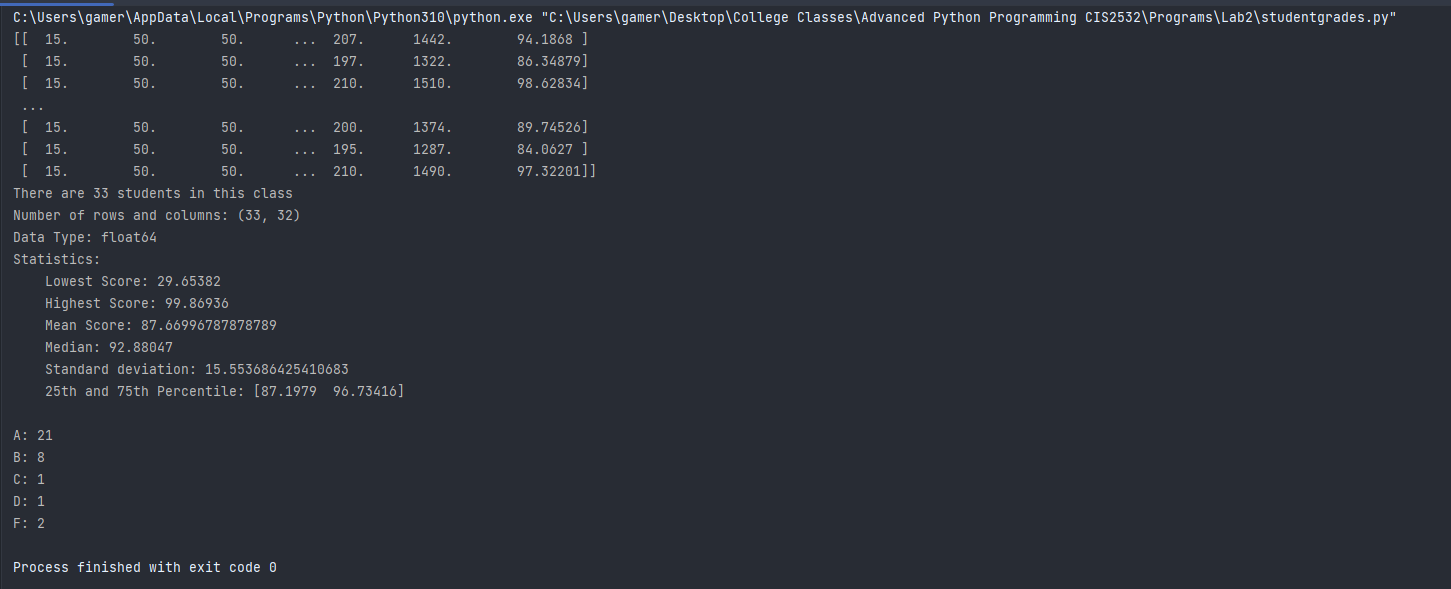 C:\Users\gamer\AppData\Local\Programs\Python\Python310\python.exe "C:\Users\gamer\Desktop\College Classes\Advanced Python Programming CIS2532\Programs\Lab2\studentgrades.py"
[[  15.        50.        50.      ...  207.      1442.        94.1868 ]
 [  15.        50.        50.      ...  197.      1322.        86.34879]
 [  15.        50.        50.      ...  210.      1510.        98.62834]
 ...
 [  15.        50.        50.      ...  200.      1374.        89.74526]
 [  15.        50.        50.      ...  195.      1287.        84.0627 ]
 [  15.        50.        50.      ...  210.      1490.        97.32201]]
There are 33 students in this class
Number of rows and columns: (33, 32)
Data Type: float64
Statistics:
    Lowest Score: 29.65382
    Highest Score: 99.86936
    Mean Score: 87.66996787878789
    Median: 92.88047
    Standard deviation: 15.553686425410683
    25th and 75th Percentile: [87.1979  96.73416]

A: 21
B: 8
C: 1
D: 1
F: 2

Process finished with exit code 0